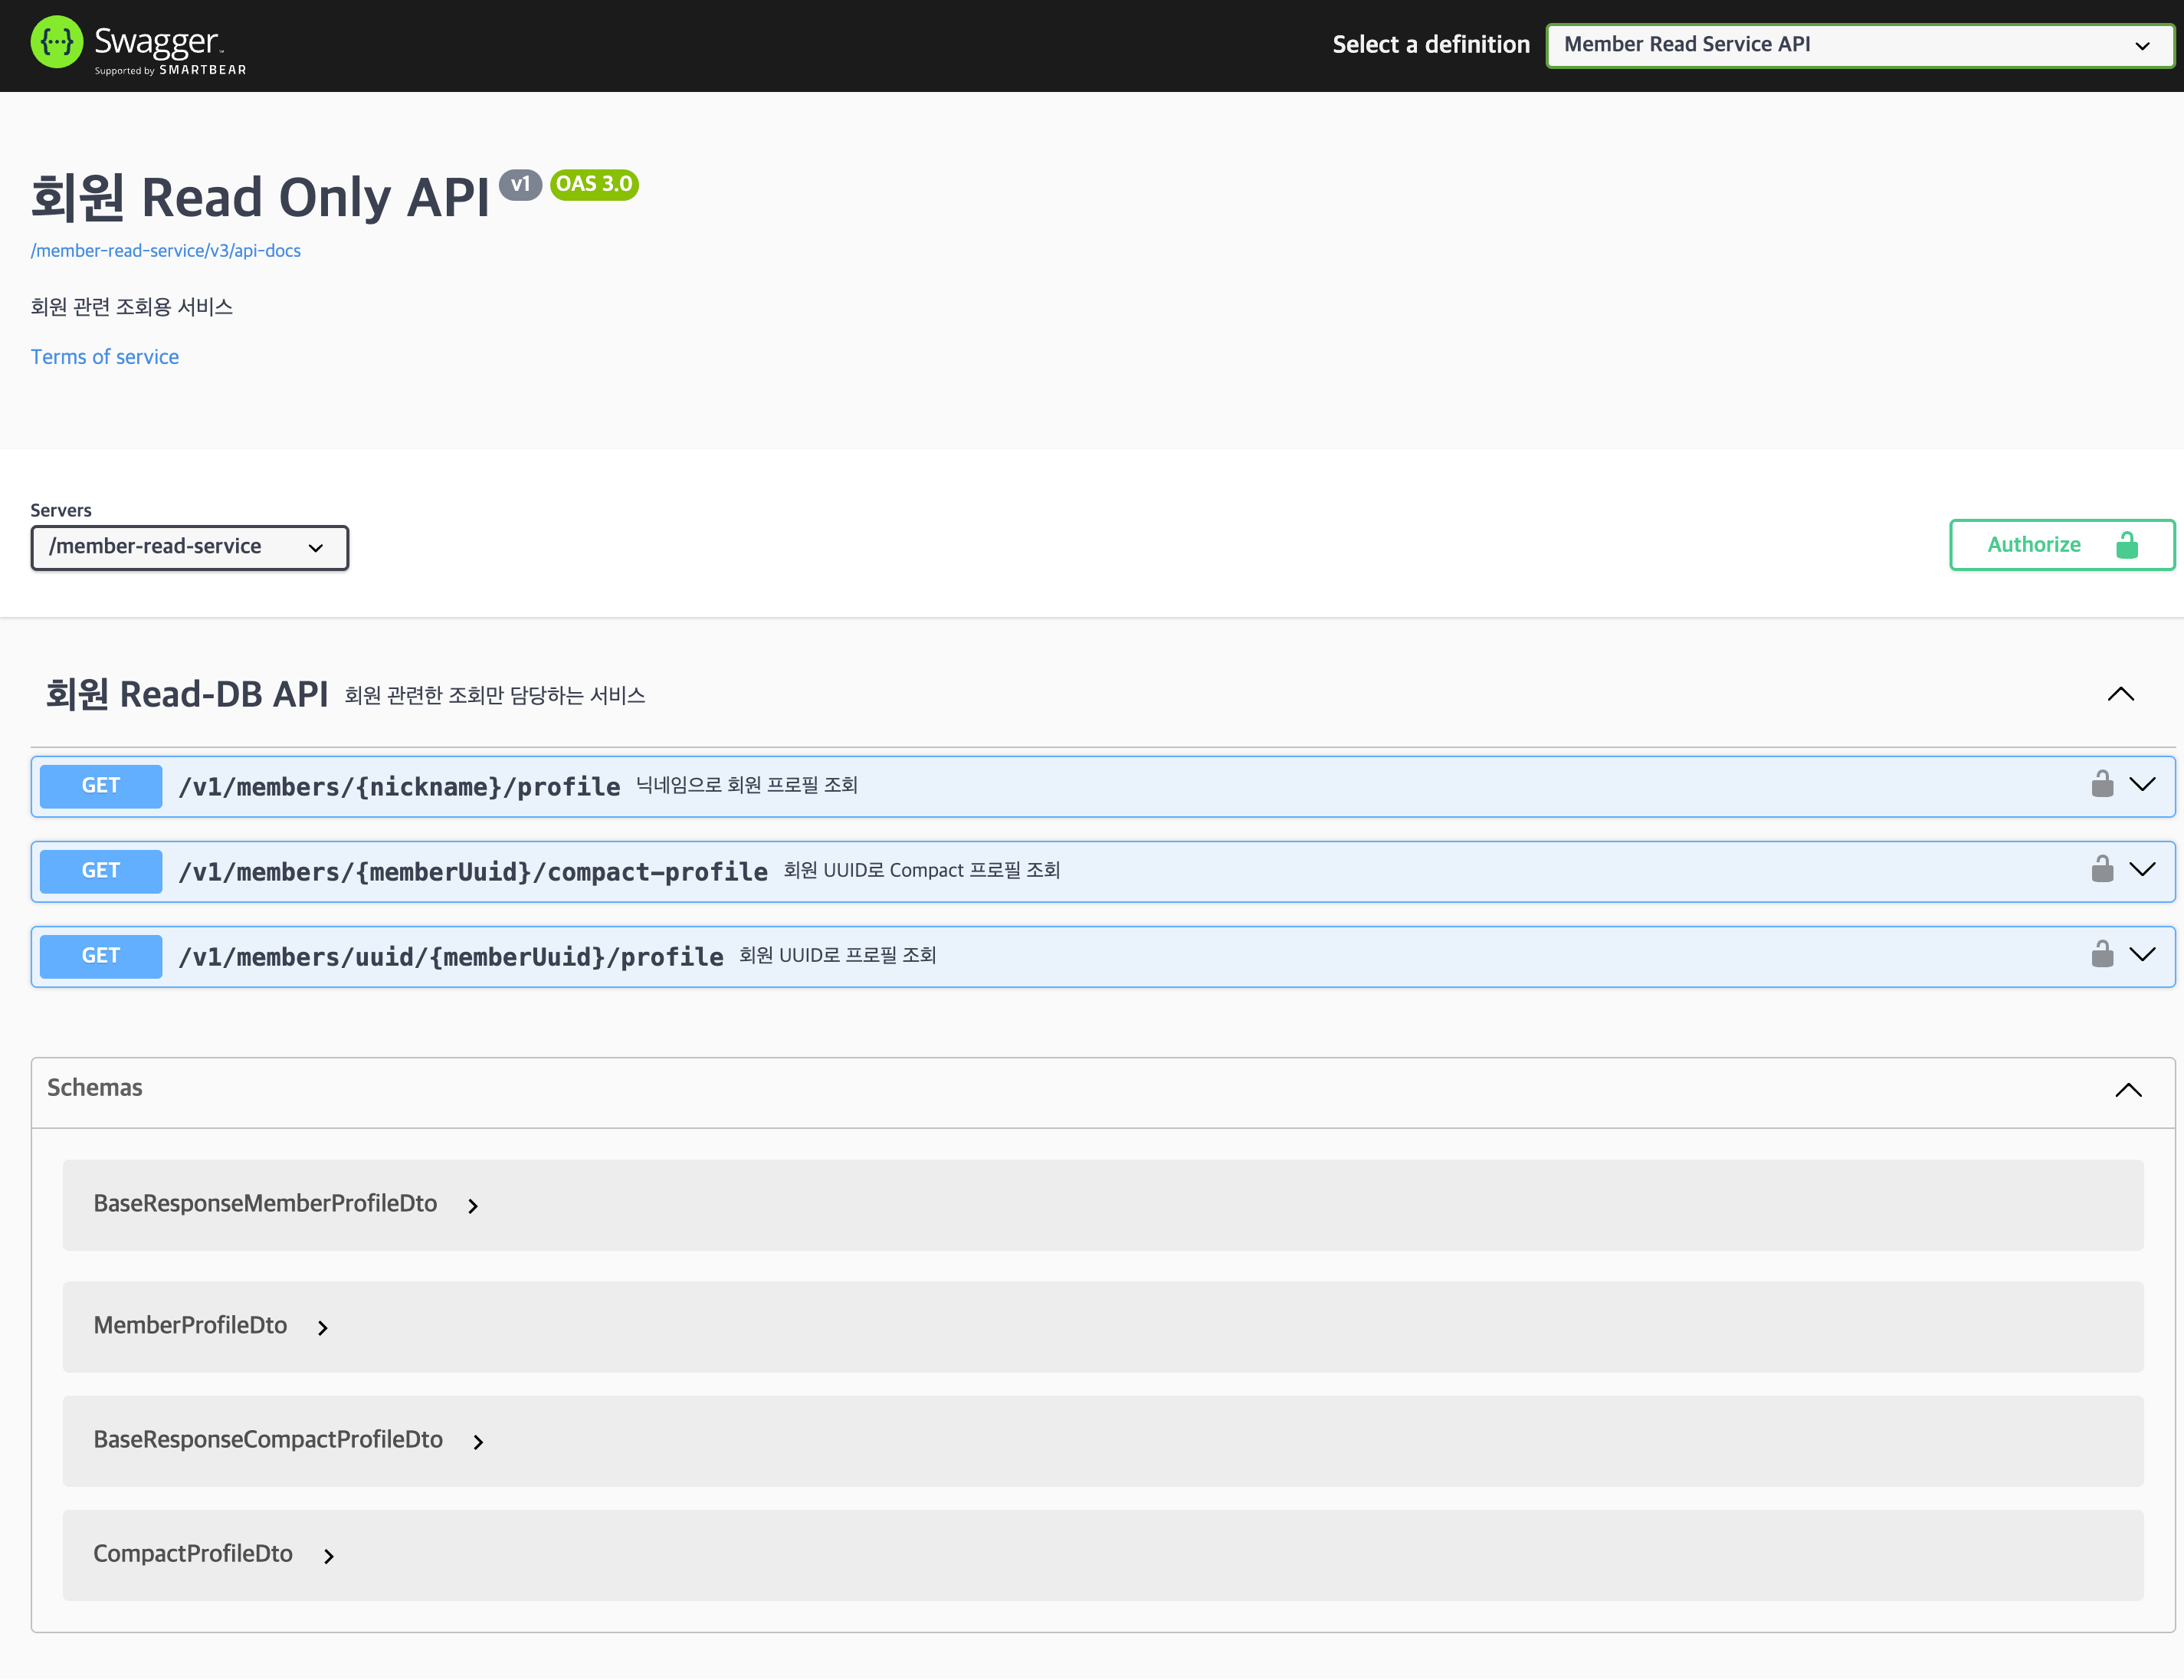 Swagger
Supported by SMARTBEAR
Select a definition
Member Read Service API
회원 Read Only API v1 OAS 3.0
/member-read-service/v3/api-docs
회원 관련 조회용 서비스
Terms of service
Servers
/member-read-service
Authorize
회원 Read-DB API 회원 관련한 조회만 담당하는 서비스
GET /v1/members/{nickname}/profile 닉네임으로 회원 프로필 조회
GET /v1/members/{memberUuid}/compact-profile 회원 UUID로 Compact 프로필 조회
GET /v1/members/uuid/{memberUuid}/profile 회원 UUID로 프로필 조회
Schemas
BaseResponseMemberProfileDto
MemberProfileDto
BaseResponseCompactProfileDto
CompactProfileDto